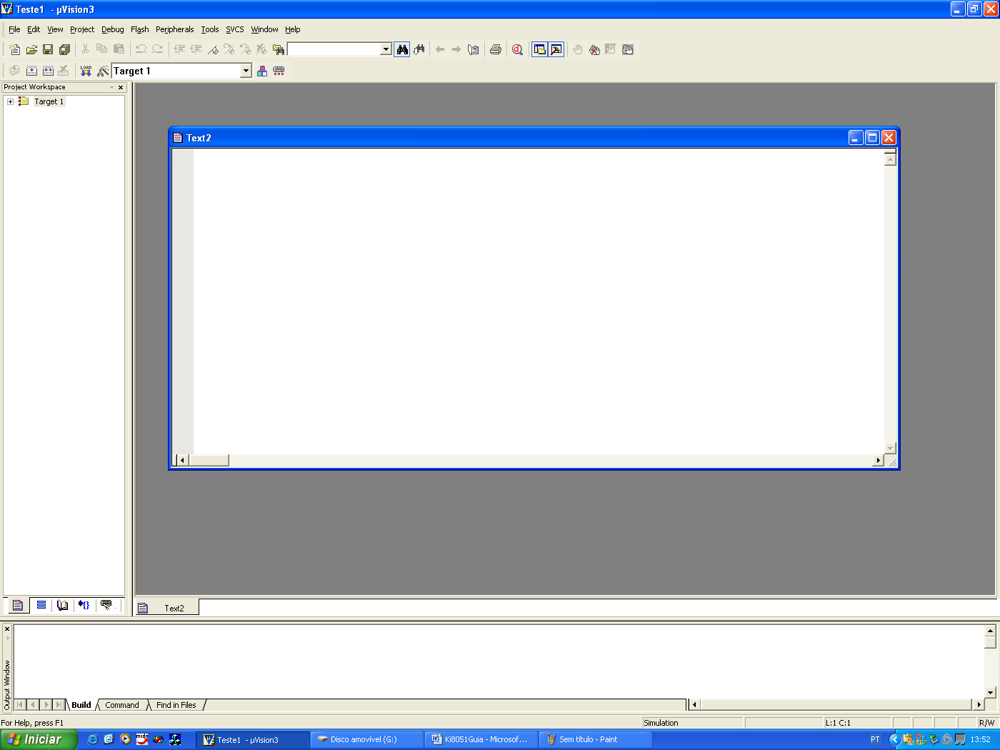 Teste1 - µVision3
File Edit View Project Debug Flash Peripherals Tools SVCS Window Help
LOAD Target 1
Project Workspace
Target 1
Text2
Text2
Output Window
Build Command Find in Files
For Help, press F1 Simulation L:1 C:1 R/W
Iniciar msdn Teste1 - µVision3 Disco amovível (G:) Ki8051Guia - Microsof... Sem título - Paint PT 13:52